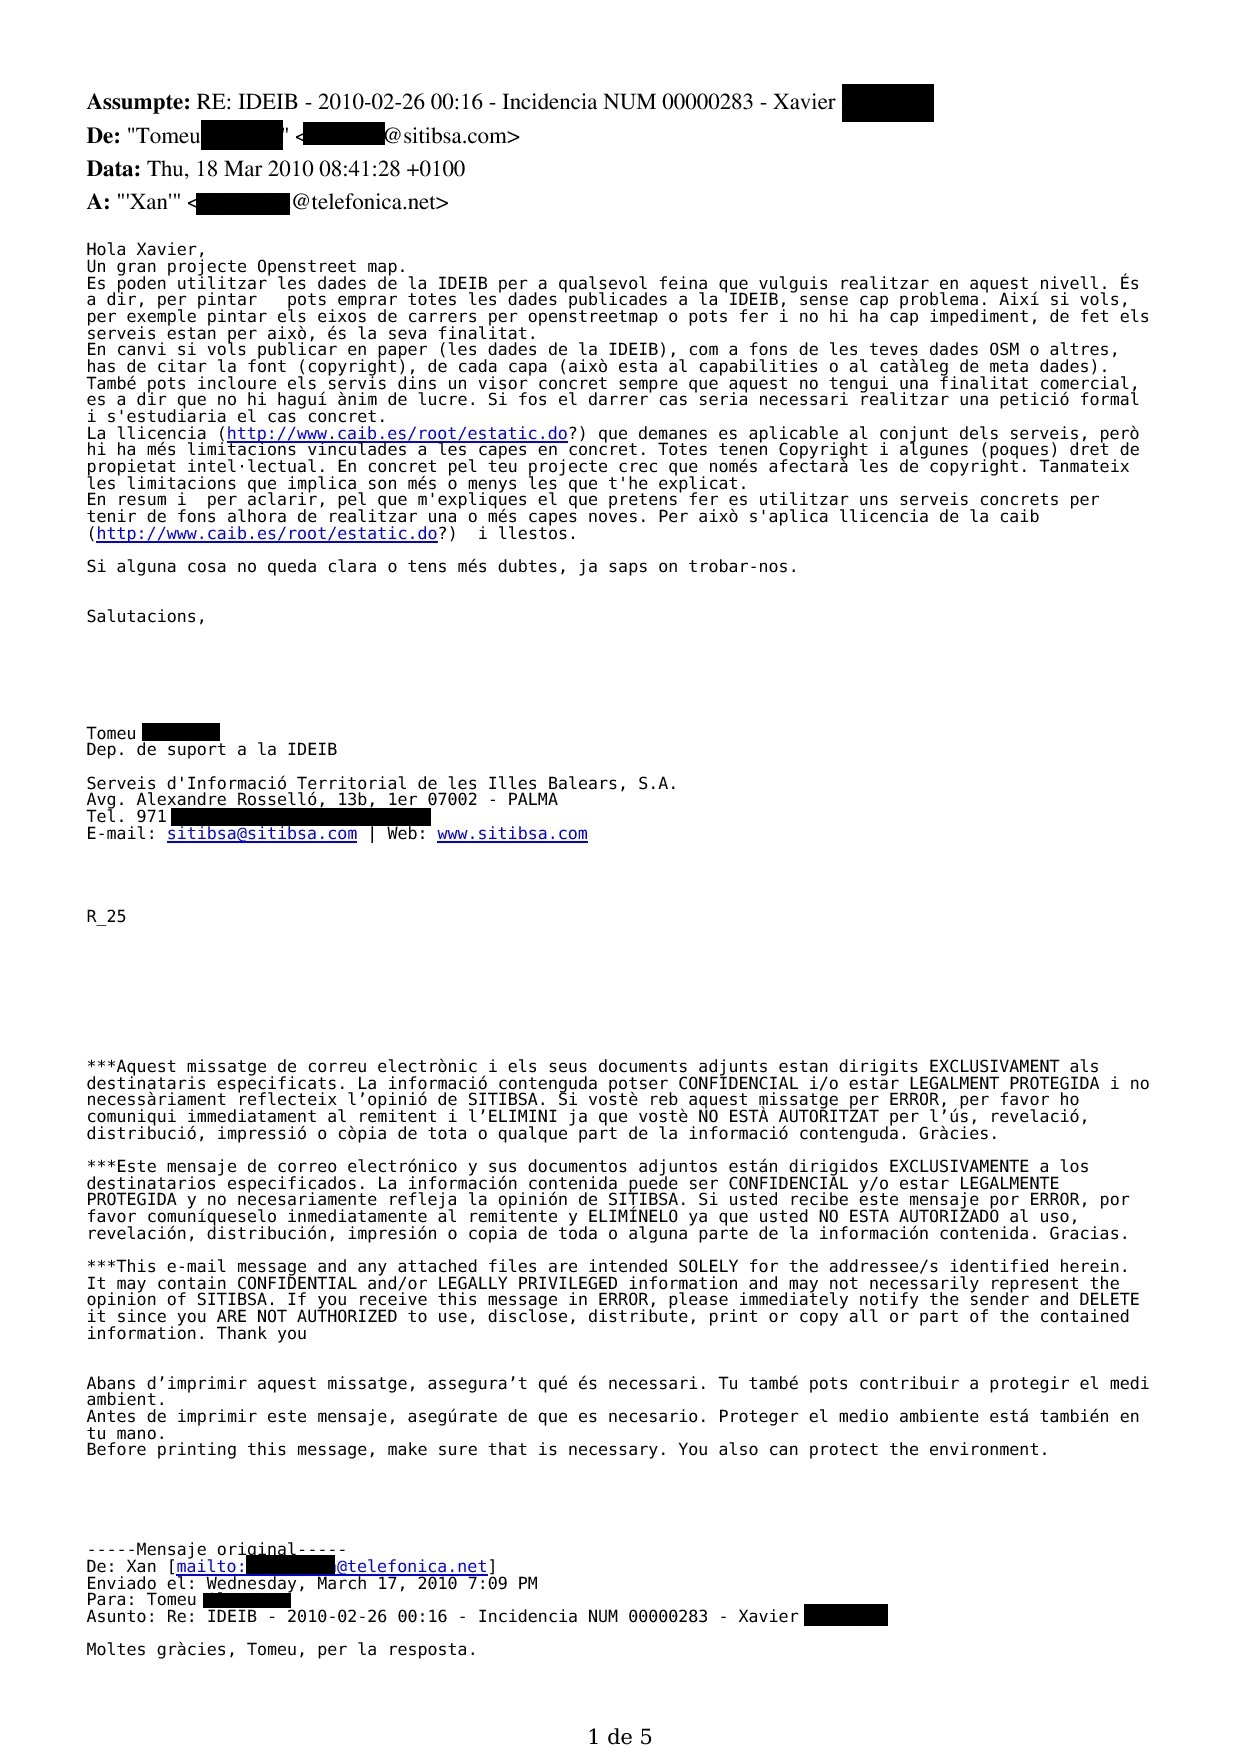 Assumpte: RE: IDEIB - 2010-02-26 00:16 - Incidencia NUM 00000283 - Xavier
De: "Tomeu " < @sitibsa.com>
Data: Thu, 18 Mar 2010 08:41:28 +0100
A: "'Xan'" < @telefonica.net>
Hola Xavier,
Un gran projecte Openstreet map.
Es poden utilitzar les dades de la IDEIB per a qualsevol feina que vulguis realitzar en aquest nivell. És
a dir, per pintar   pots emprar totes les dades publicades a la IDEIB, sense cap problema. Així si vols,
per exemple pintar els eixos de carrers per openstreetmap o pots fer i no hi ha cap impediment, de fet els
serveis estan per això, és la seva finalitat.
En canvi si vols publicar en paper (les dades de la IDEIB), com a fons de les teves dades OSM o altres,
has de citar la font (copyright), de cada capa (això esta al capabilities o al catàleg de meta dades).
També pots incloure els servis dins un visor concret sempre que aquest no tengui una finalitat comercial,
es a dir que no hi haguí ànim de lucre. Si fos el darrer cas seria necessari realitzar una petició formal
i s'estudiaria el cas concret.
La llicencia (http://www.caib.es/root/estatic.do?) que demanes es aplicable al conjunt dels serveis, però
hi ha més limitacions vinculades a les capes en concret. Totes tenen Copyright i algunes (poques) dret de
propietat intel·lectual. En concret pel teu projecte crec que només afectarà les de copyright. Tanmateix
les limitacions que implica son més o menys les que t'he explicat.
En resum i  per aclarir, pel que m'expliques el que pretens fer es utilitzar uns serveis concrets per
tenir de fons alhora de realitzar una o més capes noves. Per això s'aplica llicencia de la caib
(http://www.caib.es/root/estatic.do?)  i llestos.
Si alguna cosa no queda clara o tens més dubtes, ja saps on trobar-nos.
Salutacions,
Tomeu
Dep. de suport a la IDEIB
Serveis d'Informació Territorial de les Illes Balears, S.A.
Avg. Alexandre Rosselló, 13b, 1er 07002 - PALMA
Tel. 971
E-mail: sitibsa@sitibsa.com | Web: www.sitibsa.com
R_25
***Aquest missatge de correu electrònic i els seus documents adjunts estan dirigits EXCLUSIVAMENT als
destinataris especificats. La informació contenguda potser CONFIDENCIAL i/o estar LEGALMENT PROTEGIDA i no
necessàriament reflecteix l’opinió de SITIBSA. Si vostè reb aquest missatge per ERROR, per favor ho
comuniqui immediatament al remitent i l’ELIMINI ja que vostè NO ESTÀ AUTORITZAT per l’ús, revelació,
distribució, impressió o còpia de tota o qualque part de la informació contenguda. Gràcies.
***Este mensaje de correo electrónico y sus documentos adjuntos están dirigidos EXCLUSIVAMENTE a los
destinatarios especificados. La información contenida puede ser CONFIDENCIAL y/o estar LEGALMENTE
PROTEGIDA y no necesariamente refleja la opinión de SITIBSA. Si usted recibe este mensaje por ERROR, por
favor comuníqueselo inmediatamente al remitente y ELIMÍNELO ya que usted NO ESTA AUTORIZADO al uso,
revelación, distribución, impresión o copia de toda o alguna parte de la información contenida. Gracias.
***This e-mail message and any attached files are intended SOLELY for the addressee/s identified herein.
It may contain CONFIDENTIAL and/or LEGALLY PRIVILEGED information and may not necessarily represent the
opinion of SITIBSA. If you receive this message in ERROR, please immediately notify the sender and DELETE
it since you ARE NOT AUTHORIZED to use, disclose, distribute, print or copy all or part of the contained
information. Thank you
Abans d’imprimir aquest missatge, assegura’t qué és necessari. Tu també pots contribuir a protegir el medi
ambient.
Antes de imprimir este mensaje, asegúrate de que es necesario. Proteger el medio ambiente está también en
tu mano.
Before printing this message, make sure that is necessary. You also can protect the environment.
-----Mensaje original-----
De: Xan [mailto: @telefonica.net]
Enviado el: Wednesday, March 17, 2010 7:09 PM
Para: Tomeu
Asunto: Re: IDEIB - 2010-02-26 00:16 - Incidencia NUM 00000283 - Xavier
Moltes gràcies, Tomeu, per la resposta.
1 de 5